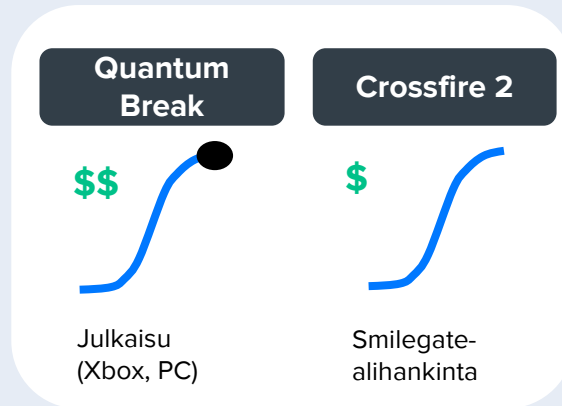 Quantum
Break
Crossfire 2
$$
$
Julkaisu
(Xbox, PC)
Smilegate-
alihankinta